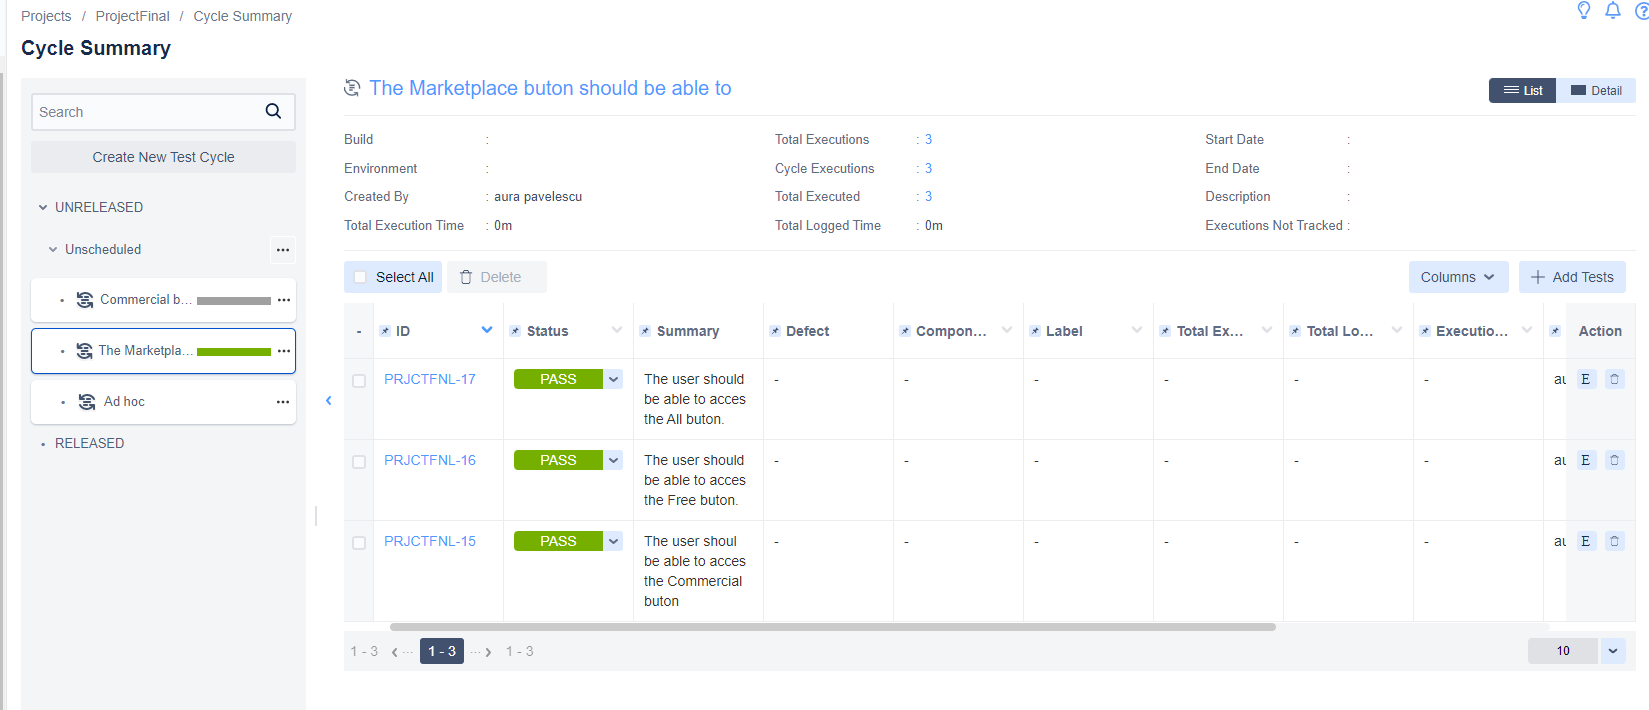 Projects / ProjectFinal / Cycle Summary
Cycle Summary
Search
Create New Test Cycle
UNRELEASED
Unscheduled
Commercial b...
The Marketpla...
Ad hoc
RELEASED
The Marketplace buton should be able to
List
Detail
Build :
Environment :
Created By : aura pavelescu
Total Execution Time : 0m
Total Executions : 3
Cycle Executions : 3
Total Executed : 3
Total Logged Time : 0m
Start Date :
End Date :
Description :
Executions Not Tracked :
Select All
Delete
Columns
Add Tests
- ID Status Summary Defect Compon... Label Total Ex... Total Lo... Executio... Action
PRJCTFNL-17 PASS The user should - - - - - - au E
be able to acces
the All buton.
PRJCTFNL-16 PASS The user should - - - - - - au E
be able to acces
the Free buton.
PRJCTFNL-15 PASS The user shoul - - - - - - au E
be able to acces
the Commercial
buton
1 - 3 ... 1 - 3 ... 1 - 3
10